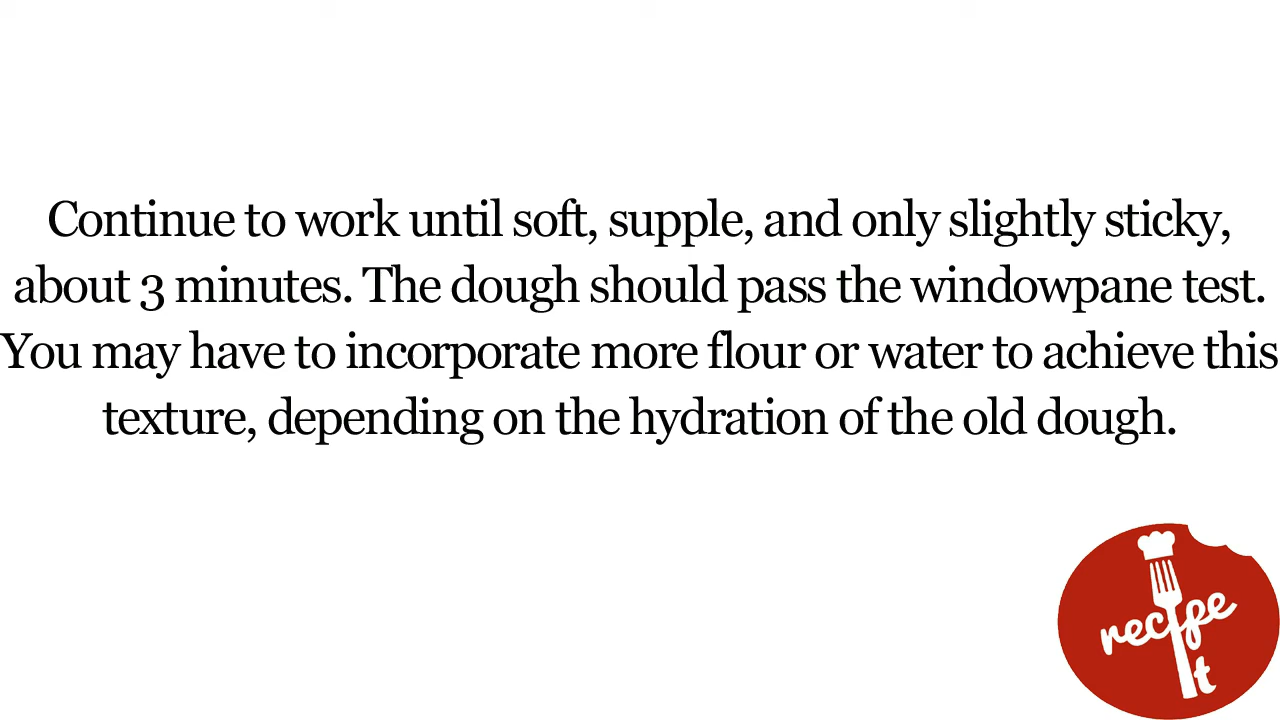 Continue to work until soft, supple, and only slightly sticky,
about 3 minutes. The dough should pass the windowpane test.
You may have to incorporate more flour or water to achieve this
texture, depending on the hydration of the old dough.
recipe
it